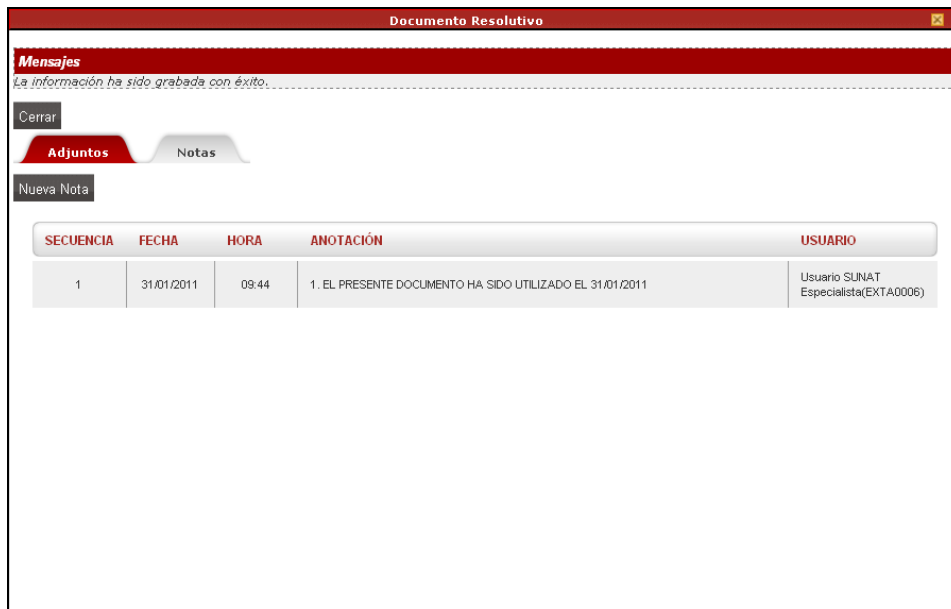 Documento Resolutivo
Mensajes
La información ha sido grabada con éxito.
Cerrar
Adjuntos Notas
Nueva Nota
SECUENCIA FECHA HORA ANOTACIÓN USUARIO
1 31/01/2011 09:44 1. EL PRESENTE DOCUMENTO HA SIDO UTILIZADO EL 31/01/2011 Usuario SUNAT
Especialista(EXTA0006)